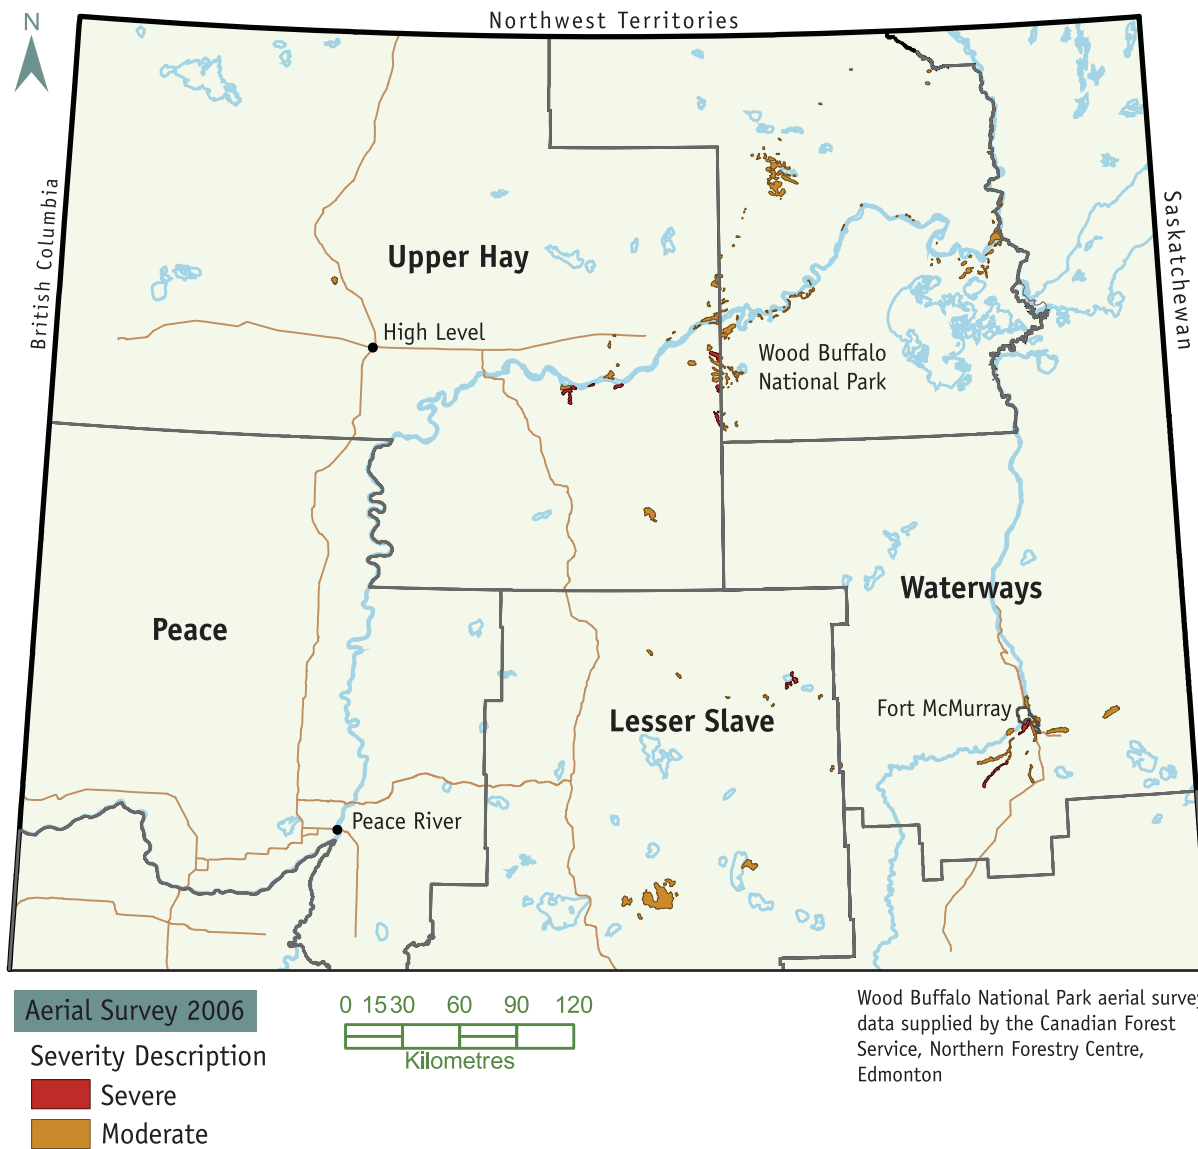 N
Northwest Territories
British Columbia
Saskatchewan
Upper Hay
High Level
Wood Buffalo
National Park
Peace
Waterways
Lesser Slave
Fort McMurray
Peace River
Aerial Survey 2006
Severity Description
Severe
Moderate
0 15 30 60 90 120
Kilometres
Wood Buffalo National Park aerial survey
data supplied by the Canadian Forest
Service, Northern Forestry Centre,
Edmonton